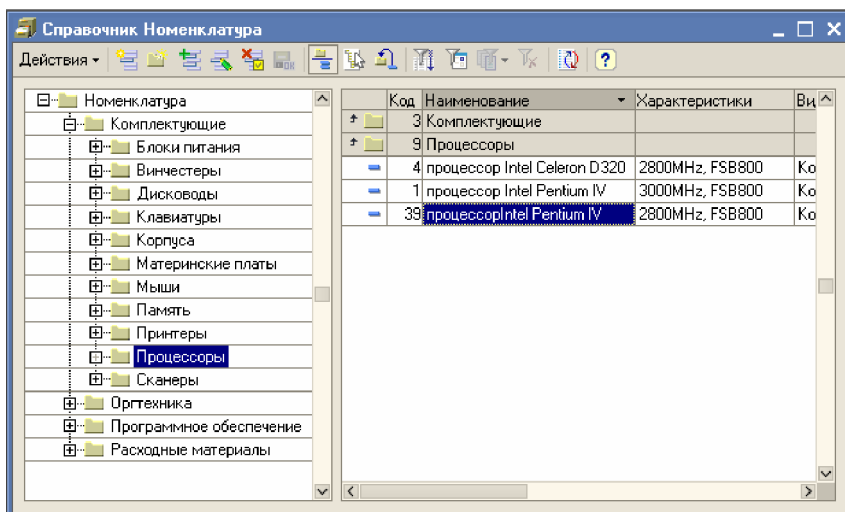 Справочник Номенклатура
Действия
Номенклатура
Комплектующие
Блоки питания
Винчестеры
Дисководы
Клавиатуры
Корпуса
Материнские платы
Мыши
Память
Принтеры
Процессоры
Сканеры
Оргтехника
Программное обеспечение
Расходные материалы
Код Наименование Характеристики Ви
3 Комплектующие
9 Процессоры
4 процессор Intel Celeron D320 2800MHz, FSB800 Ко
1 процессор Intel Pentium IV 3000MHz, FSB800 Ко
39 процессорIntel Pentium IV 2800MHz, FSB800 Ко